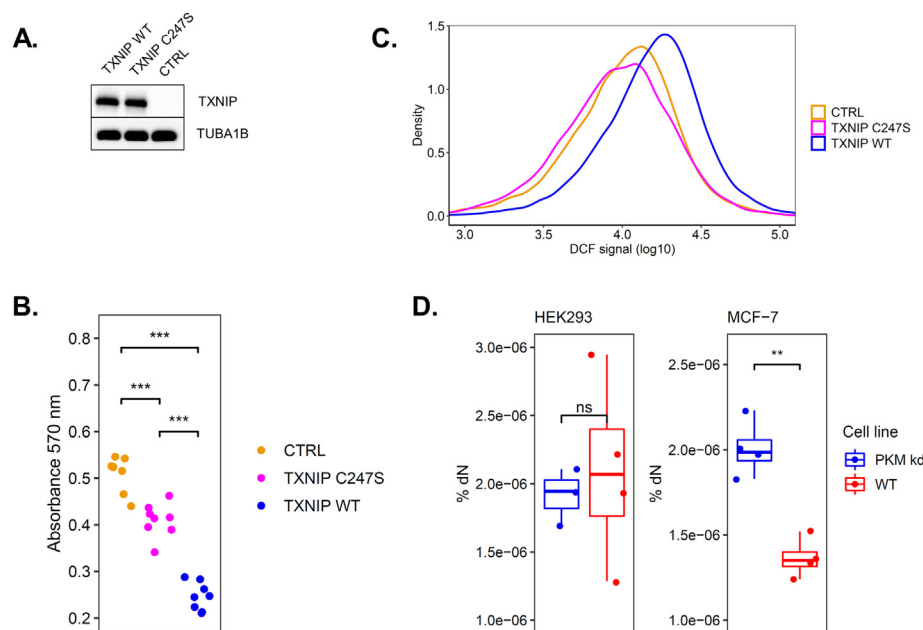 A.
TXNIP WT
TXNIP C247S
CTRL
TXNIP
TUBA1B
C.
Density
1.5
1.0
0.5
0.0
3.0 3.5 4.0 4.5 5.0
DCF signal (log10)
CTRL
TXNIP C247S
TXNIP WT
B.
Absorbance 570 nm
0.8
0.7
0.6
0.5
0.4
0.3
0.2
***
***
***
CTRL
TXNIP C247S
TXNIP WT
D.
HEK293
% dN
3.0e−06
2.5e−06
2.0e−06
1.5e−06
1.0e−06
ns
MCF−7
% dN
2.5e−06
2.0e−06
1.5e−06
1.0e−06
**
Cell line
PKM kd
WT